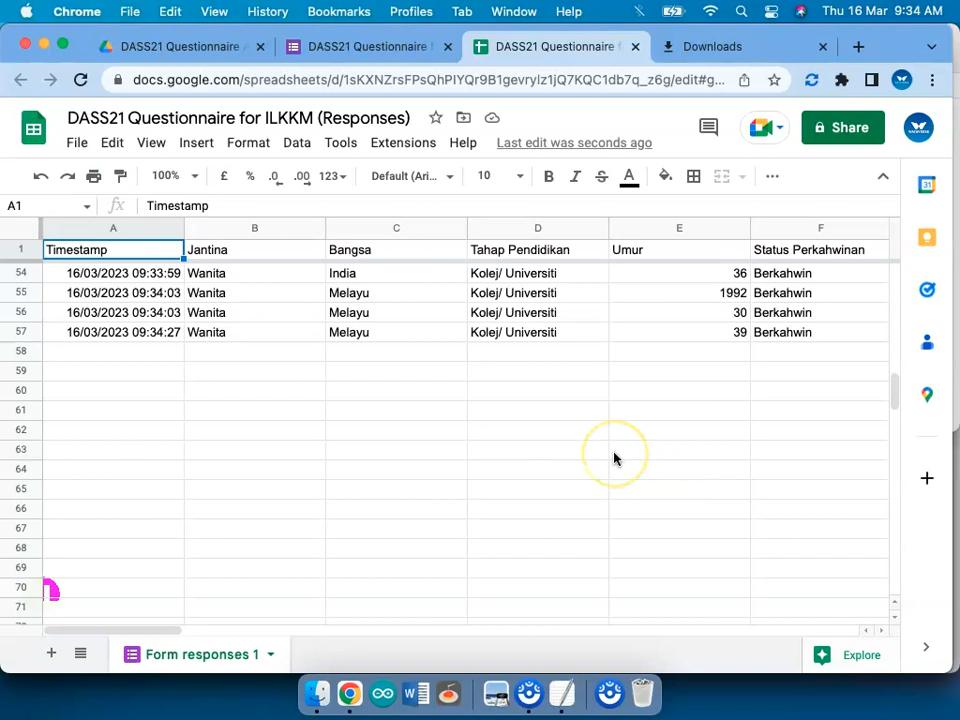 Chrome File Edit View History Bookmarks Profiles Tab Window Help Thu 16 Mar 9:34 AM
DASS21 Questionnaire DASS21 Questionnaire DASS21 Questionnaire Downloads
docs.google.com/spreadsheets/d/1sKXNZrsFPsQhPIYQr9B1gevrylz1jQ7KQC1db7q_z6g/edit#g...
DASS21 Questionnaire for ILKKM (Responses)
Share
File Edit View Insert Format Data Tools Extensions Help Last edit was seconds ago
100% £ % .0 .00 123 Default (Ari... 10 B I S A
A1 fx Timestamp
A B C D E F
1 Timestamp Jantina Bangsa Tahap Pendidikan Umur Status Perkahwinan
54 16/03/2023 09:33:59 Wanita India Kolej/ Universiti 36 Berkahwin
55 16/03/2023 09:34:03 Wanita Melayu Kolej/ Universiti 1992 Berkahwin
56 16/03/2023 09:34:03 Wanita Melayu Kolej/ Universiti 30 Berkahwin
57 16/03/2023 09:34:27 Wanita Melayu Kolej/ Universiti 39 Berkahwin
58
59
60
61
62
63
64
65
66
67
68
69
70
71
Form responses 1 Explore